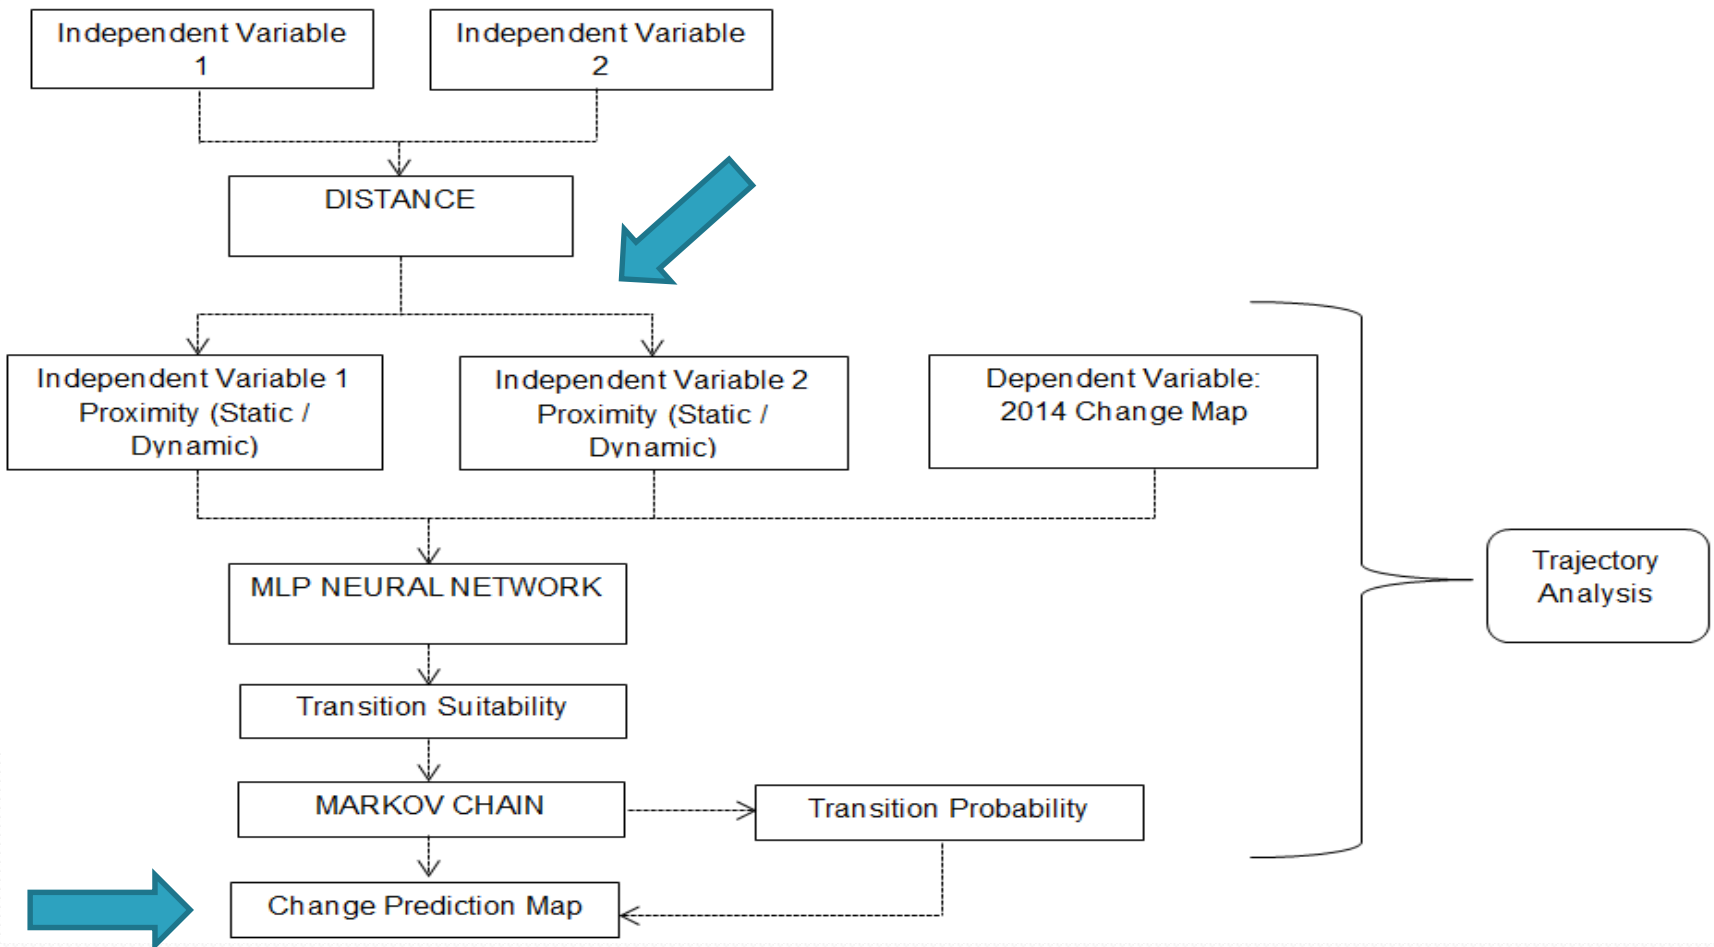 Independent Variable
1
Independent Variable
2
DISTANCE
Independent Variable 1
Proximity (Static /
Dynamic)
Independent Variable 2
Proximity (Static /
Dynamic)
Dependent Variable:
2014 Change Map
MLP NEURAL NETWORK
Trajectory
Analysis
Transition Suitability
MARKOV CHAIN
Transition Probability
Change Prediction Map